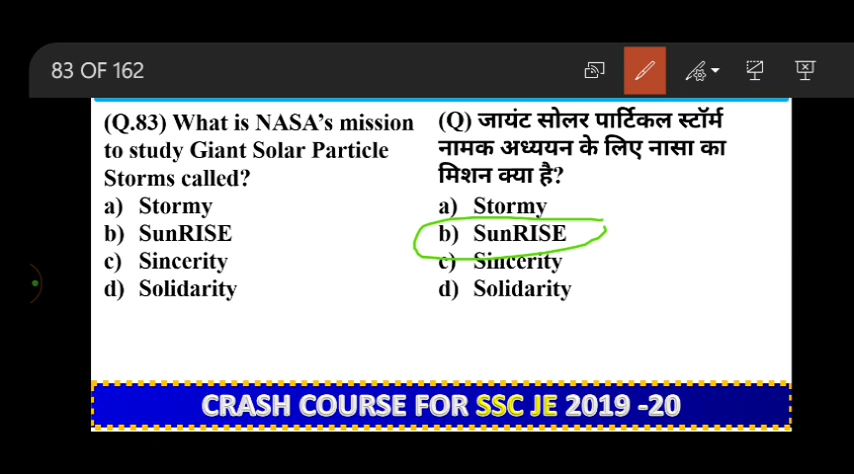 83 OF 162
(Q.83) What is NASA's mission
to study Giant Solar Particle
Storms called?
a) Stormy
b) SunRISE
c) Sincerity
d) Solidarity
(Q) जायंट सोलर पार्टिकल स्टॉर्म
नामक अध्ययन के लिए नासा का
मिशन क्या है?
a) Stormy
b) SunRISE
c) Sincerity
d) Solidarity
CRASH COURSE FOR SSC JE 2019 -20